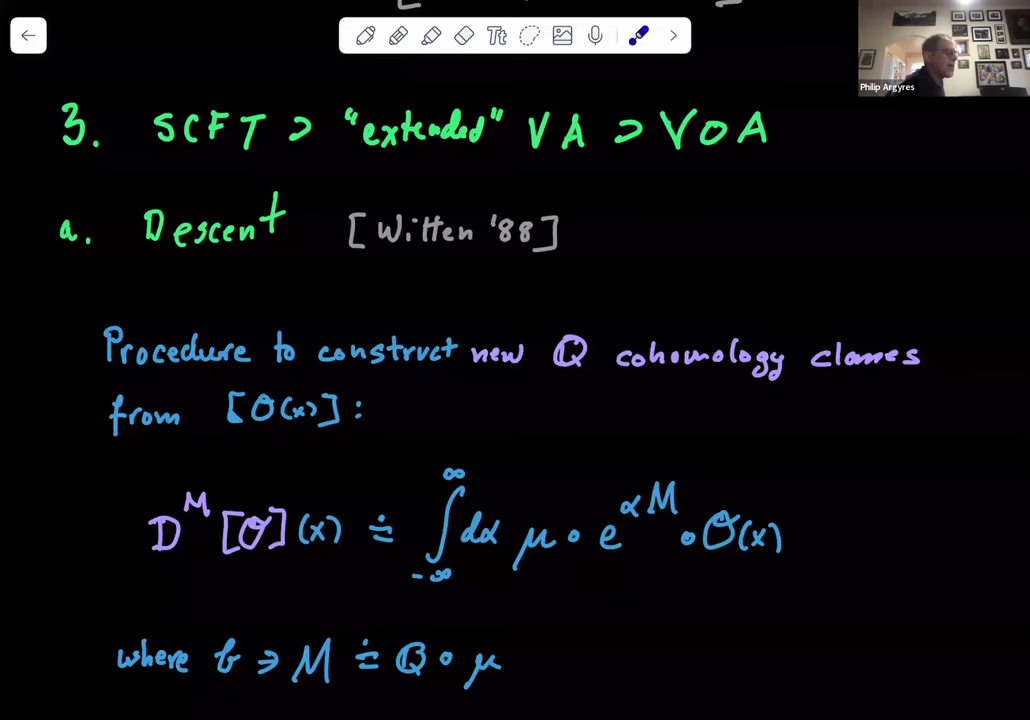 Tt
Philip Argyres
3. SCFT ⊃ "extended" VA ⊃ VOA
a. Descent [Witten '88]
Procedure to construct new Q cohomology classes
from [O(x)] :
D^M [O](x) ≐ ∫_{-∞}^{∞} dα μ ∘ e^{αM} ∘ O(x)
where b ∋ M ≐ Q ∘ μ